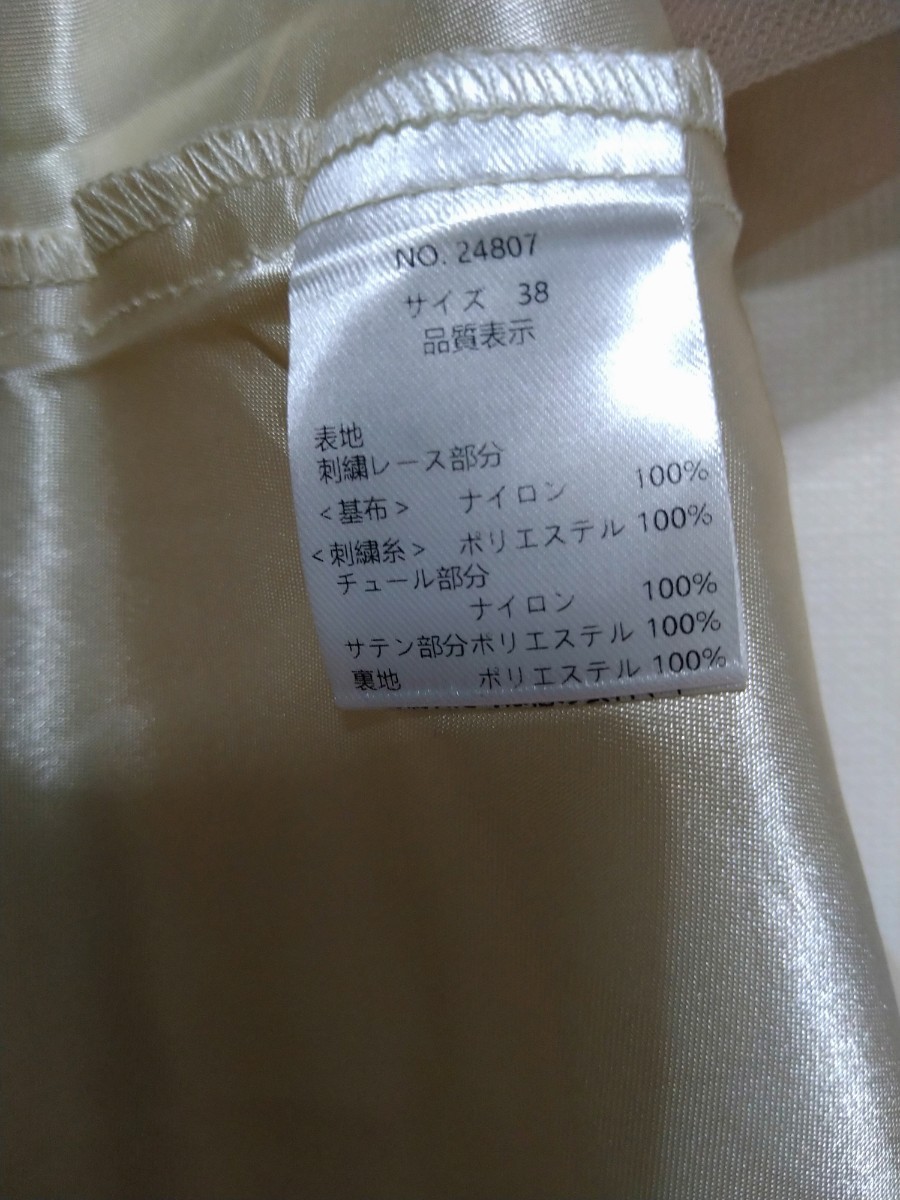 NO. 24807
サイズ 38
品質表示
表地
刺繍レース部分
<基布> ナイロン 100%
<刺繍糸> ポリエステル 100%
チュール部分
ナイロン 100%
サテン部分ポリエステル 100%
裏地 ポリエステル 100%